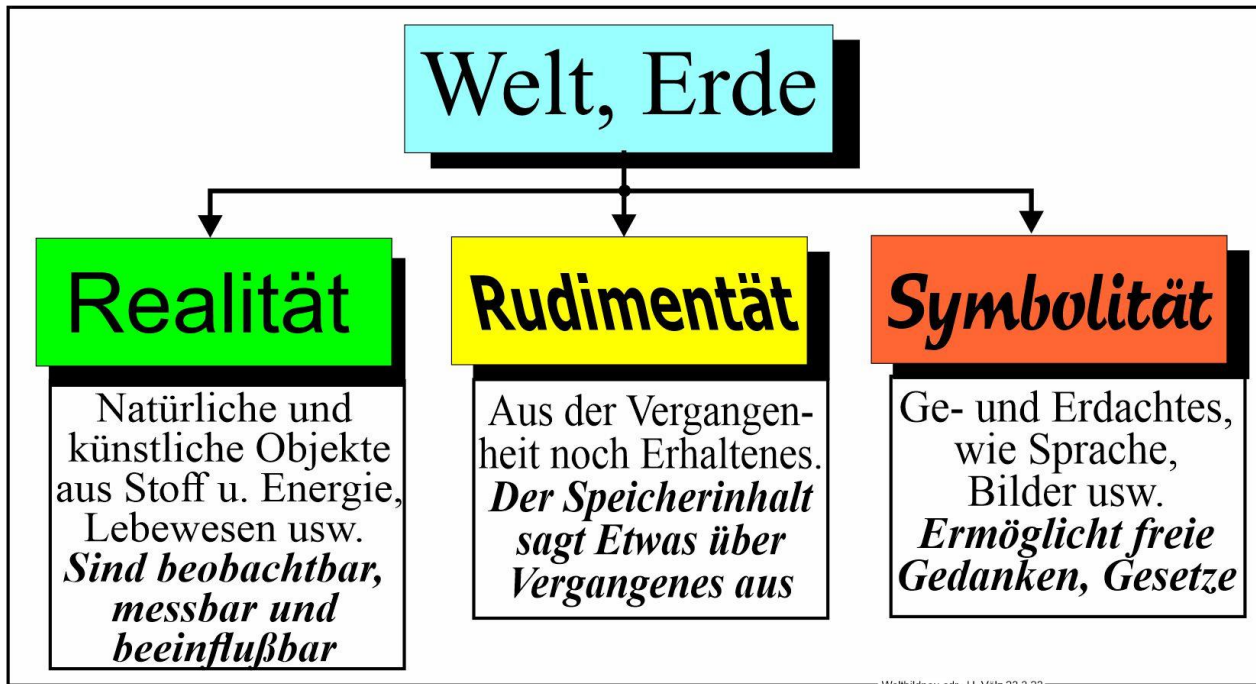 Welt, Erde
Realität
Rudimentät
Symbolität
Natürliche und
künstliche Objekte
aus Stoff u. Energie,
Lebewesen usw.
Sind beobachtbar,
messbar und
beeinflußbar
Aus der Vergangen-
heit noch Erhaltenes.
Der Speicherinhalt
sagt Etwas über
Vergangenes aus
Ge- und Erdachtes,
wie Sprache,
Bilder usw.
Ermöglicht freie
Gedanken, Gesetze